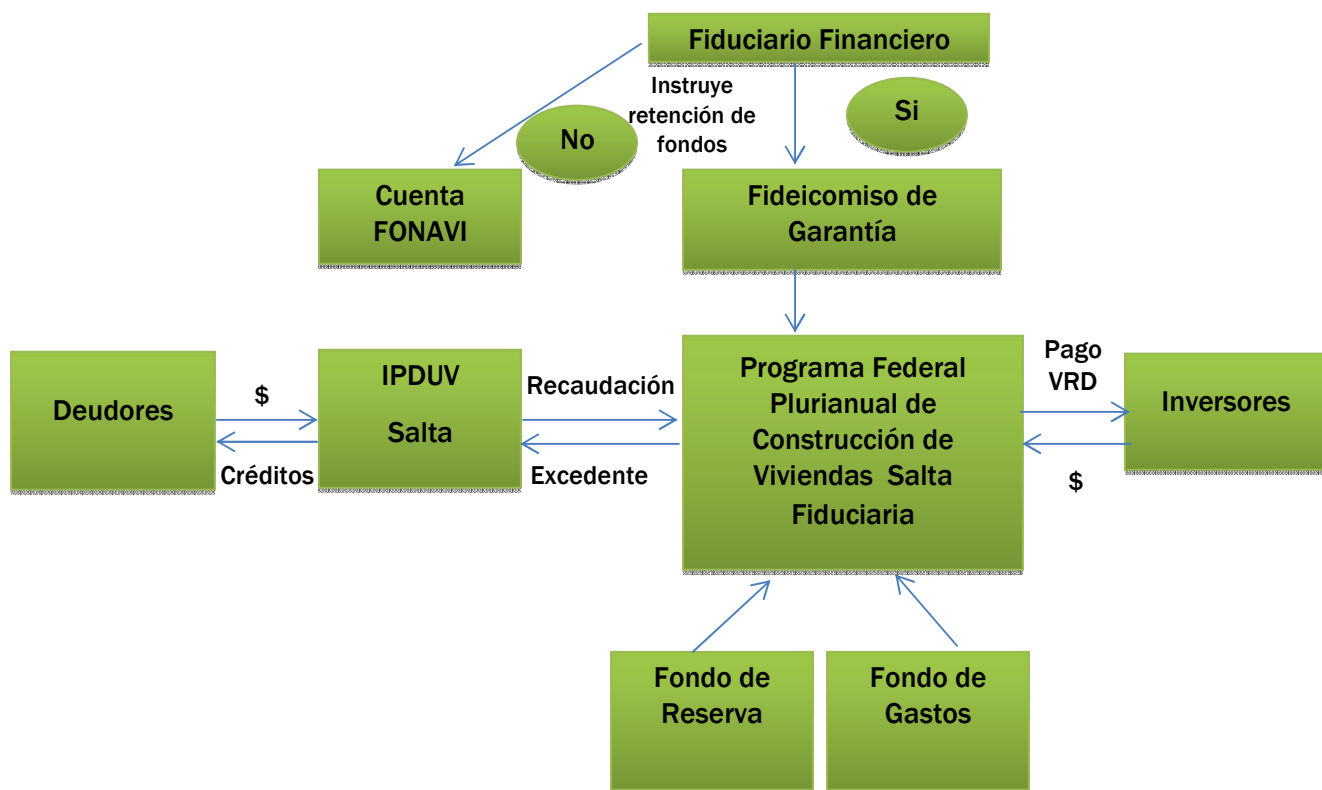 Fiduciario Financiero
Instruye
retención de
fondos
No
Si
Cuenta
FONAVI
Fideicomiso de
Garantía
Deudores
$
Créditos
IPDUV
Salta
Recaudación
Excedente
Programa Federal
Plurianual de
Construcción de
Viviendas Salta
Fiduciaria
Pago
VRD
$
Inversores
Fondo de
Reserva
Fondo de
Gastos